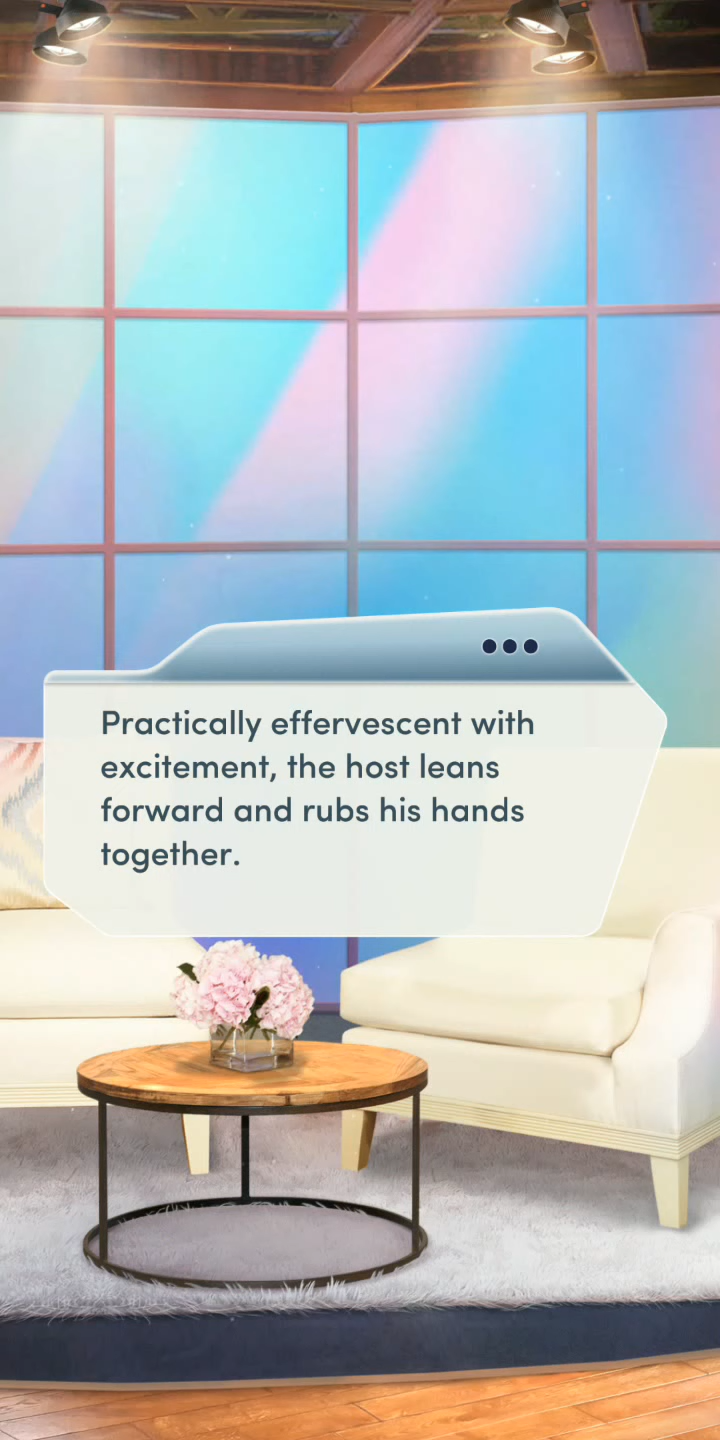 Practically effervescent with
excitement, the host leans
forward and rubs his hands
together.